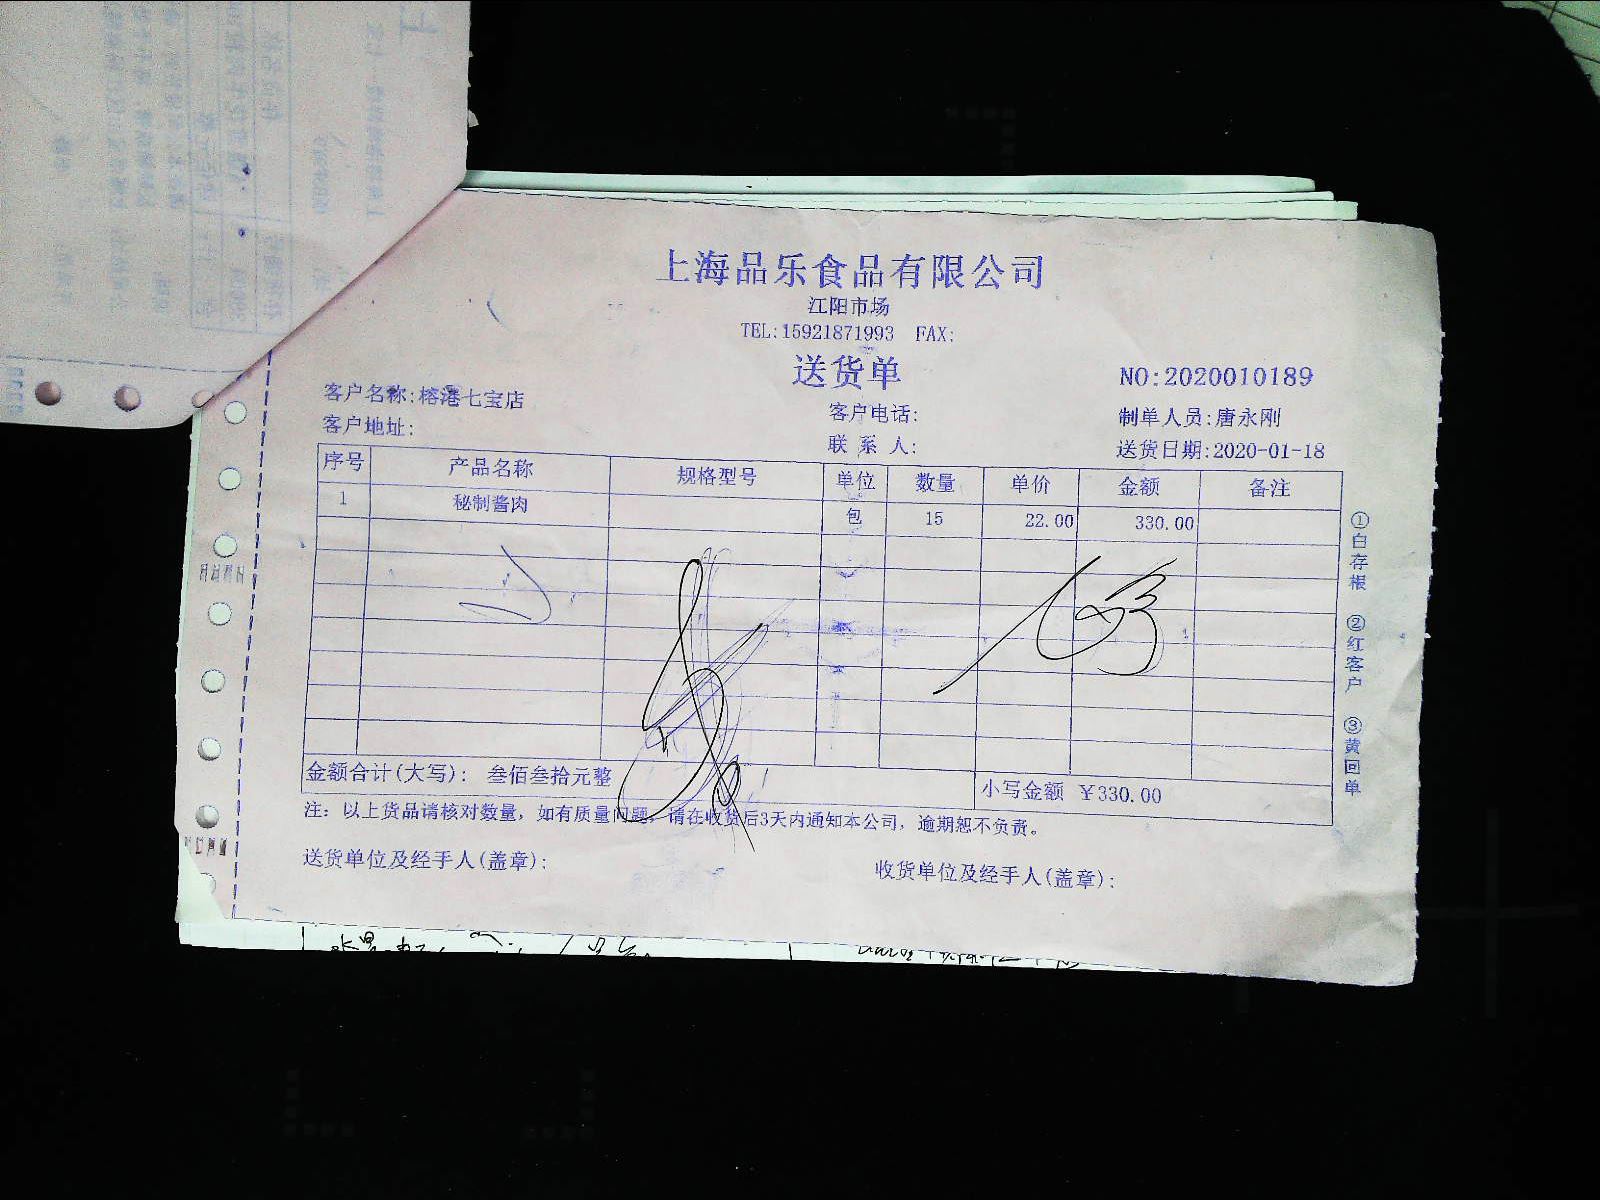 上海品乐食品有限公司
江阳市场
TEL:15921871993 FAX:
送货单
NO:2020010189
客户名称:榕港七宝店
客户电话:
制单人员:唐永刚
客户地址:
联 系 人:
送货日期:2020-01-18
序号 产品名称 规格型号 单位 数量 单价 金额 备注
1 秘制酱肉 包 15 22.00 330.00
金额合计(大写): 叁佰叁拾元整 小写金额 ¥330.00
注: 以上货品请核对数量, 如有质量问题, 请在收货后3天内通知本公司, 逾期恕不负责。
送货单位及经手人(盖章): 收货单位及经手人(盖章):
①白存根 ②红客户 ③黄回单